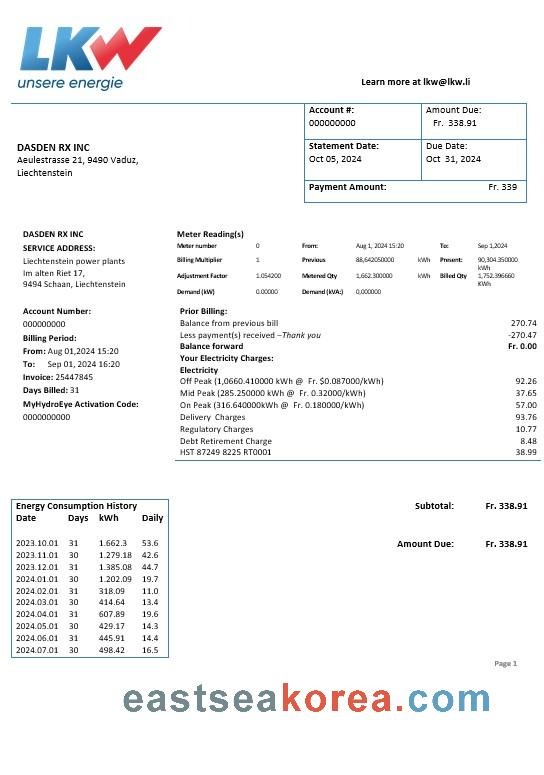 LKW
unsere energie
Learn more at lkw@lkw.li
Account #:
000000000
Amount Due:
Fr. 338.91
DASDEN RX INC
Aeulestrasse 21, 9490 Vaduz,
Liechtenstein
Statement Date:
Oct 05, 2024
Due Date:
Oct 31, 2024
Payment Amount: Fr. 339
DASDEN RX INC
SERVICE ADDRESS:
Liechtenstein power plants
Im alten Riet 17,
9494 Schaan, Liechtenstein
Account Number:
000000000
Billing Period:
From: Aug 01,2024 15:20
To: Sep 01, 2024 16:20
Invoice: 25447845
Days Billed: 31
MyHydroEye Activation Code:
0000000000
Meter Reading(s)
Meter number 0 From: Aug 1, 2024 15:20 To: Sep 1,2024
Billing Multiplier 1 Previous 88,642050000 kWh Present: 90,304.350000 kWh
Adjustment Factor 1.054200 Metered Qty 1,662.300000 kWh Billed Qty 1,752.396660 KWh
Demand (kW) 0.00000 Demand (kVA:) 0,000000
Prior Billing:
Balance from previous bill 270.74
Less payment(s) received –Thank you -270.47
Balance forward Fr. 0.00
Your Electricity Charges:
Electricity
Off Peak (1,0660.410000 kWh @ Fr. $0.087000/kWh) 92.26
Mid Peak (285.250000 kWh @ Fr. 0.32000/kWh) 37.65
On Peak (316.640000kWh @ Fr. 0.180000/kWh) 57.00
Delivery Charges 93.76
Regulatory Charges 10.77
Debt Retirement Charge 8.48
HST 87249 8225 RT0001 38.99
Energy Consumption History
Date Days kWh Daily
2023.10.01 31 1.662.3 53.6
2023.11.01 30 1.279.18 42.6
2023.12.01 31 1.385.08 44.7
2024.01.01 30 1.202.09 19.7
2024.02.01 31 318.09 11.0
2024.03.01 30 414.64 13.4
2024.04.01 31 607.89 19.6
2024.05.01 30 429.17 14.3
2024.06.01 31 445.91 14.4
2024.07.01 30 498.42 16.5
Subtotal: Fr. 338.91
Amount Due: Fr. 338.91
Page 1
eastseakorea.com